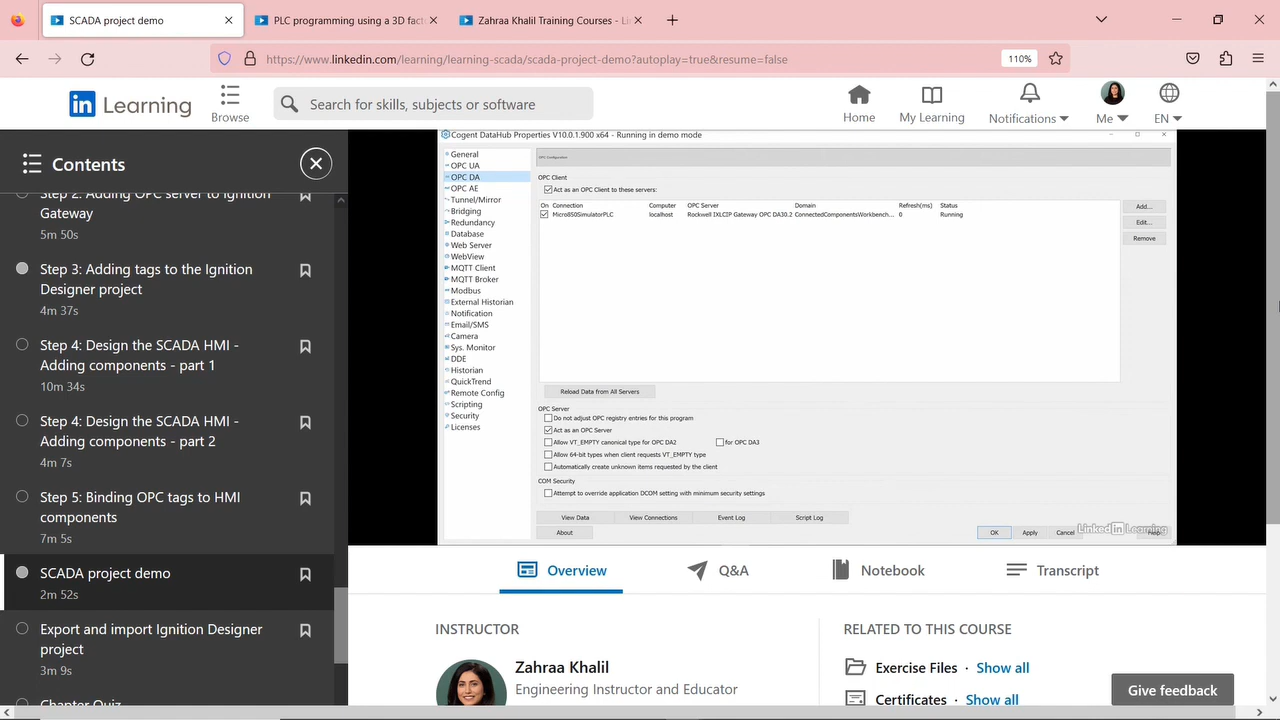 SCADA project demo
PLC programming using a 3D fact
Zahraa Khalil Training Courses - Li
https://www.linkedin.com/learning/learning-scada/scada-project-demo?autoplay=true&resume=false
110%
in Learning
Browse
Search for skills, subjects or software
Home
My Learning
Notifications
Me
EN
Contents
Step 2: Adding OPC server to Ignition
Gateway
5m 50s
Step 3: Adding tags to the Ignition
Designer project
4m 37s
Step 4: Design the SCADA HMI -
Adding components - part 1
10m 34s
Step 4: Design the SCADA HMI -
Adding components - part 2
4m 7s
Step 5: Binding OPC tags to HMI
components
7m 5s
SCADA project demo
2m 52s
Export and import Ignition Designer
project
3m 9s
Chapter Quiz
Cogent DataHub Properties V10.0.1.900 x64 - Running in demo mode
General
OPC UA
OPC DA
OPC AE
Tunnel/Mirror
Bridging
Redundancy
Database
Web Server
WebView
MQTT Client
MQTT Broker
Modbus
External Historian
Notification
Email/SMS
Camera
Sys. Monitor
DDE
Historian
QuickTrend
Remote Config
Scripting
Security
Licenses
OPC Configuration
OPC Client
Act as an OPC Client to these servers:
On Connection Computer OPC Server Domain Refresh(ms) Status
Micro850SimulatorPLC localhost Rockwell IXLCIP Gateway OPC DA30.2 ConnectedComponentsWorkbench... 0 Running
Add...
Edit...
Remove
Reload Data from All Servers
OPC Server
Do not adjust OPC registry entries for this program
Act as an OPC Server
Allow VT_EMPTY canonical type for OPC DA2 for OPC DA3
Allow 64-bit types when client requests VT_EMPTY type
Automatically create unknown items requested by the client
COM Security
Attempt to override application DCOM setting with minimum security settings
View Data View Connections Event Log Script Log
About OK Apply Cancel Help
LinkedIn Learning
Overview
Q&A
Notebook
Transcript
INSTRUCTOR
Zahraa Khalil
Engineering Instructor and Educator
RELATED TO THIS COURSE
Exercise Files · Show all
Certificates · Show all
Give feedback